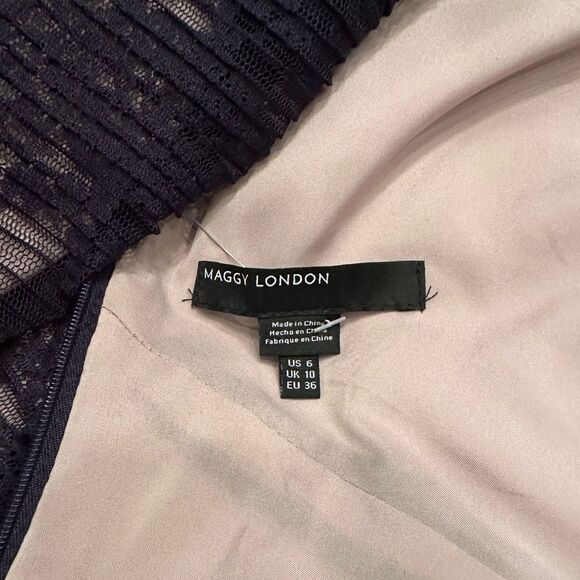 MAGGY LONDON
Made in China
Hecho en China
Fabrique en Chine
US 6
UK 10
EU 36